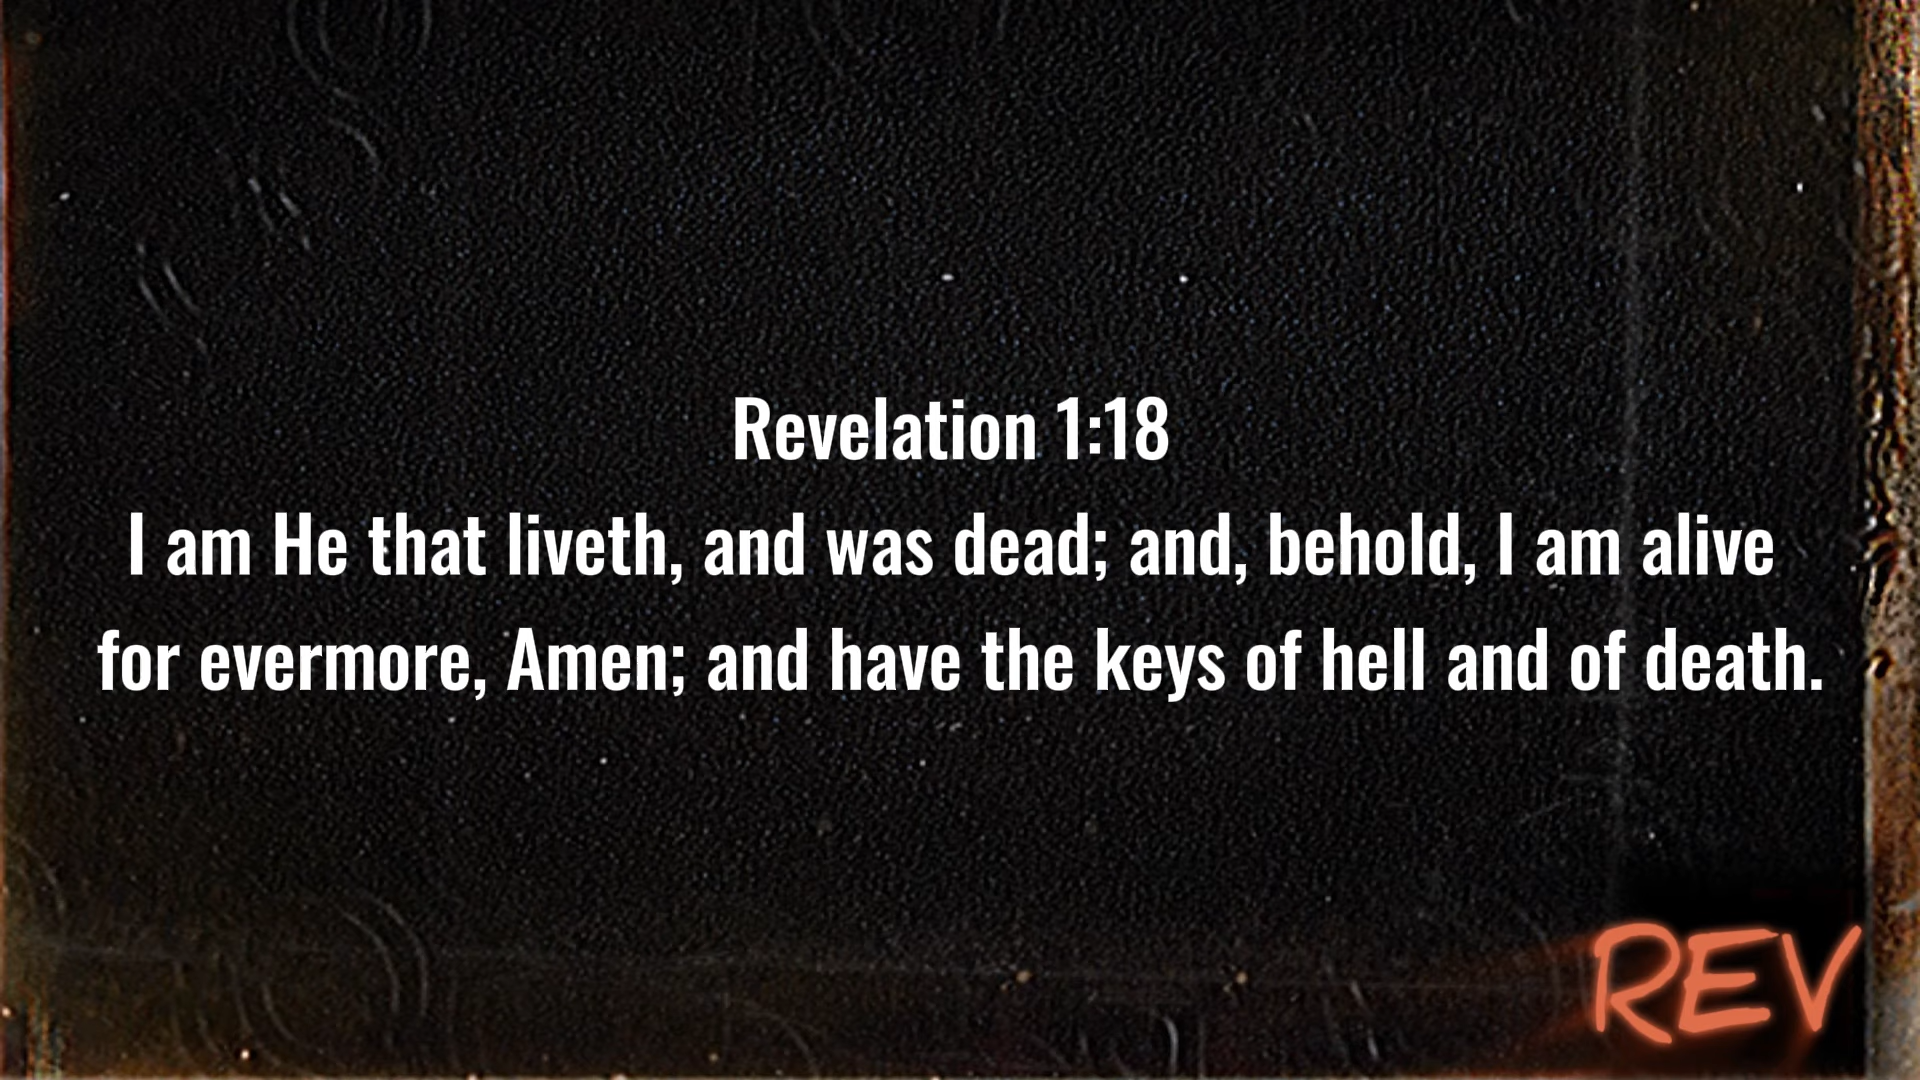 Revelation 1:18
I am He that liveth, and was dead; and, behold, I am alive
for evermore, Amen; and have the keys of hell and of death.
REV